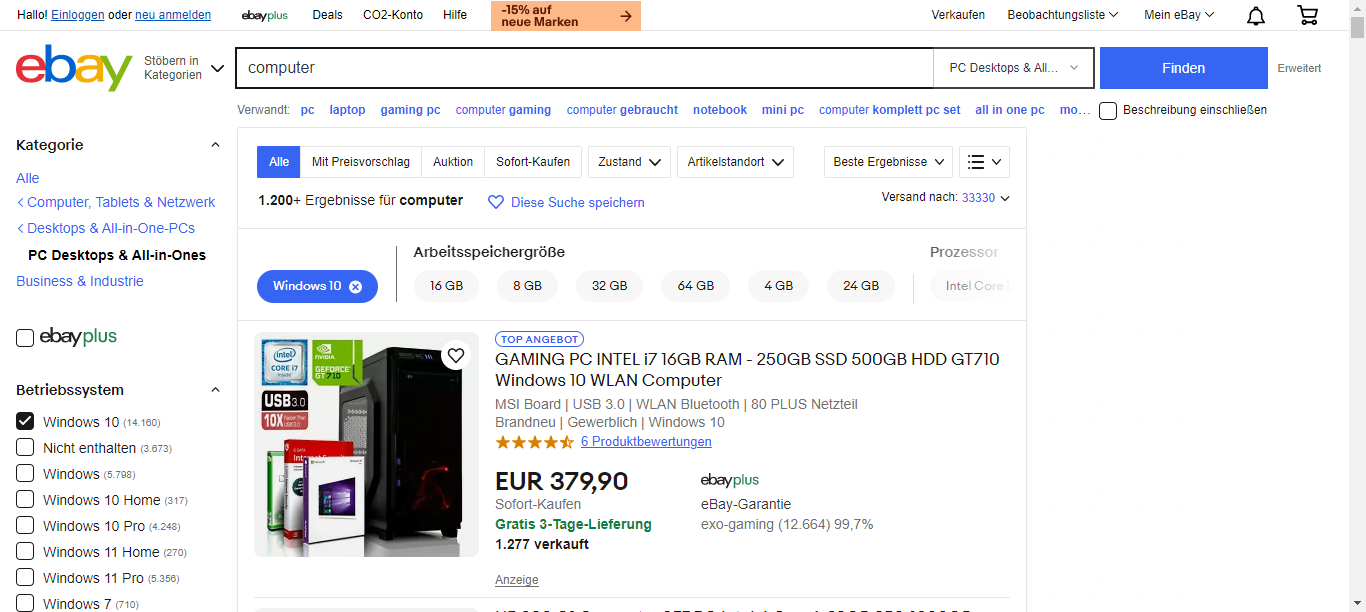 Hallo! Einloggen oder neu anmelden
ebayplus
Deals
CO2-Konto
Hilfe
-15% auf
neue Marken
Verkaufen
Beobachtungsliste
Mein eBay
ebay
Stöbern in
Kategorien
computer
PC Desktops & All...
Finden
Erweitert
Verwandt: pc laptop gaming pc computer gaming computer gebraucht notebook mini pc computer komplett pc set all in one pc mo...
Beschreibung einschließen
Kategorie
Alle
Computer, Tablets & Netzwerk
Desktops & All-in-One-PCs
PC Desktops & All-in-Ones
Business & Industrie
ebayplus
Betriebssystem
Windows 10 (14.160)
Nicht enthalten (3.673)
Windows (5.798)
Windows 10 Home (317)
Windows 10 Pro (4.248)
Windows 11 Home (270)
Windows 11 Pro (5.356)
Windows 7 (710)
Alle
Mit Preisvorschlag
Auktion
Sofort-Kaufen
Zustand
Artikelstandort
Beste Ergebnisse
1.200+ Ergebnisse für computer
Diese Suche speichern
Versand nach: 33330
Windows 10
Arbeitsspeichergröße
16 GB
8 GB
32 GB
64 GB
4 GB
24 GB
Prozessor
Intel Core
intel
CORE i7
inside
NVIDIA
GEFORCE
GT 710
USB 3.0
10X
TOP ANGEBOT
GAMING PC INTEL i7 16GB RAM - 250GB SSD 500GB HDD GT710
Windows 10 WLAN Computer
MSI Board | USB 3.0 | WLAN Bluetooth | 80 PLUS Netzteil
Brandneu | Gewerblich | Windows 10
6 Produktbewertungen
EUR 379,90
Sofort-Kaufen
Gratis 3-Tage-Lieferung
1.277 verkauft
ebayplus
eBay-Garantie
exo-gaming (12.664) 99,7%
Anzeige